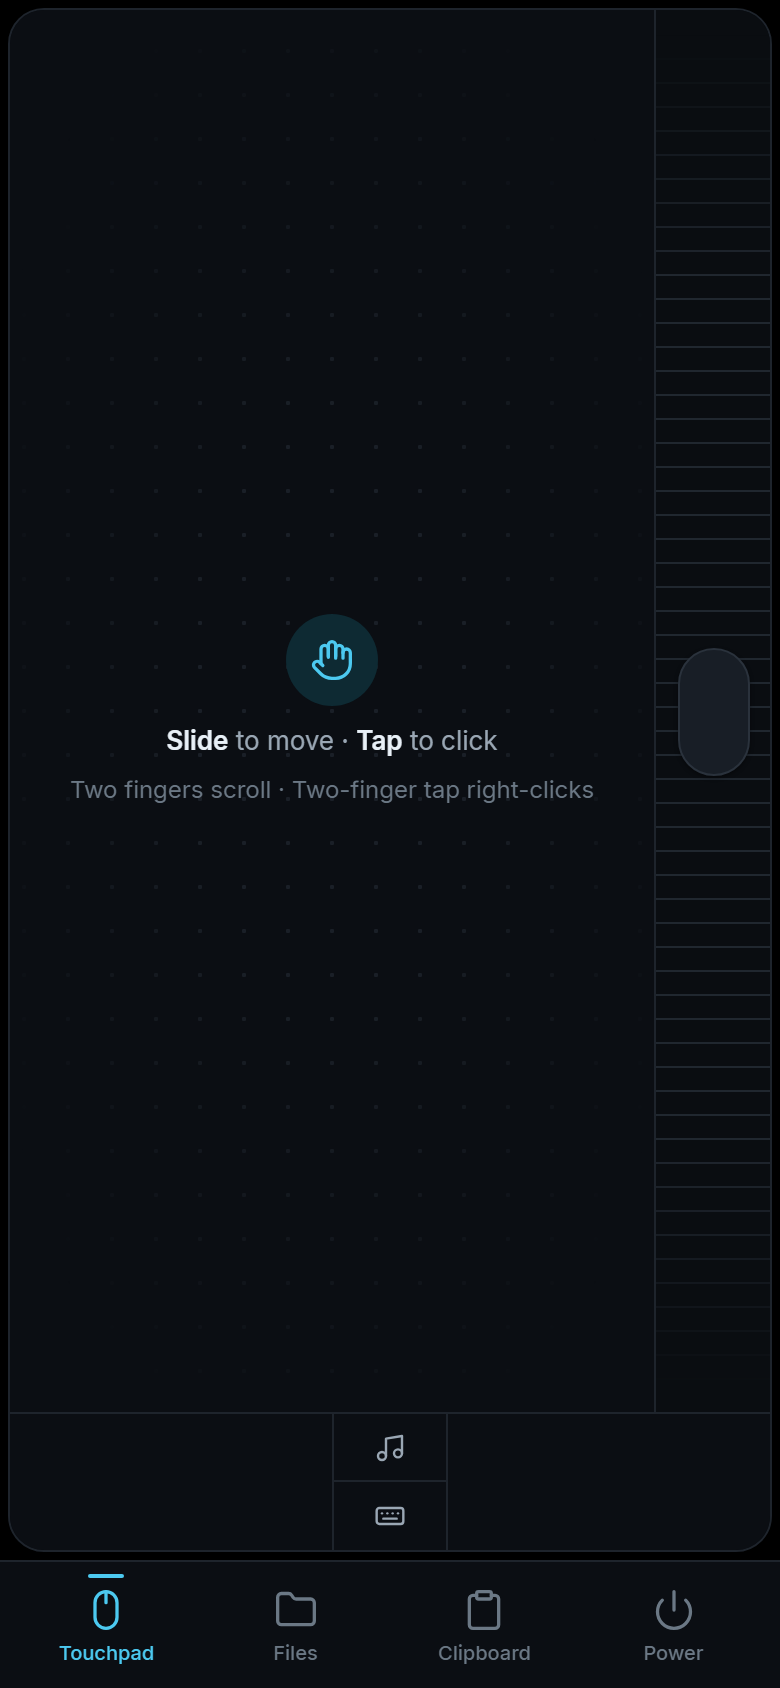 Slide to move · Tap to click
Two fingers scroll · Two-finger tap right-clicks
Touchpad
Files
Clipboard
Power